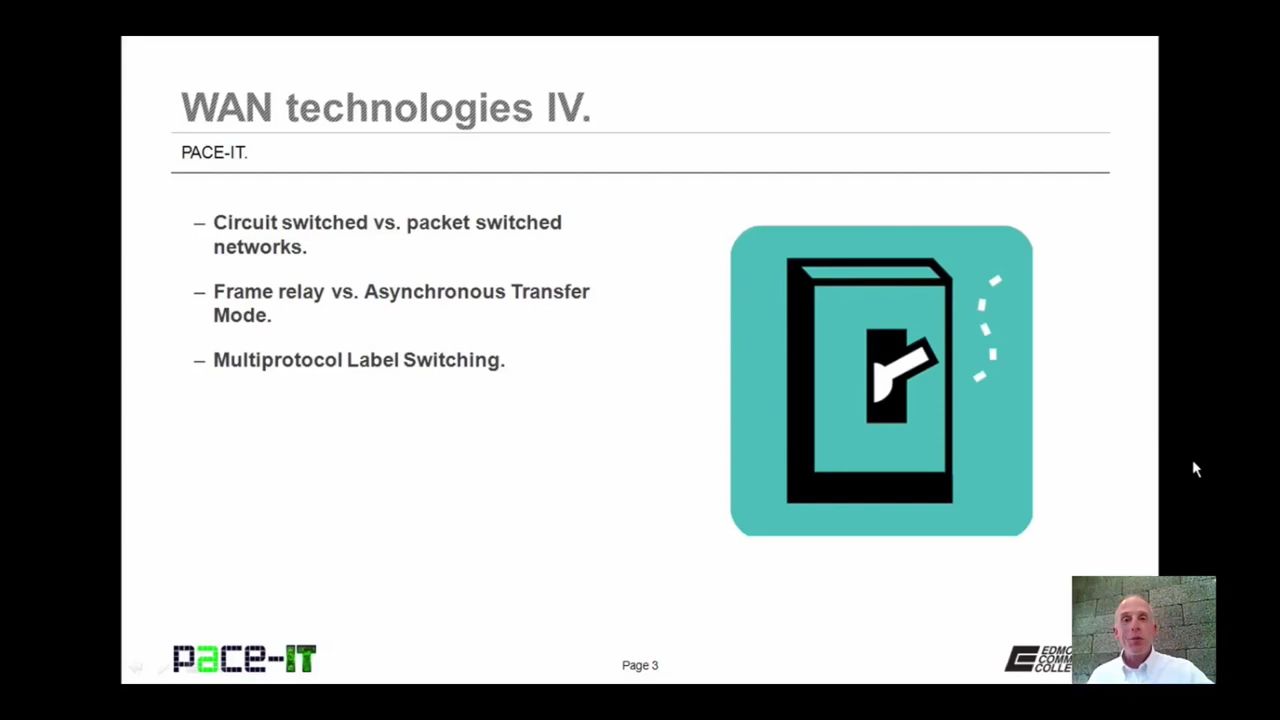 WAN technologies IV.
PACE-IT.
– Circuit switched vs. packet switched
networks.
– Frame relay vs. Asynchronous Transfer
Mode.
– Multiprotocol Label Switching.
pace-IT
Page 3